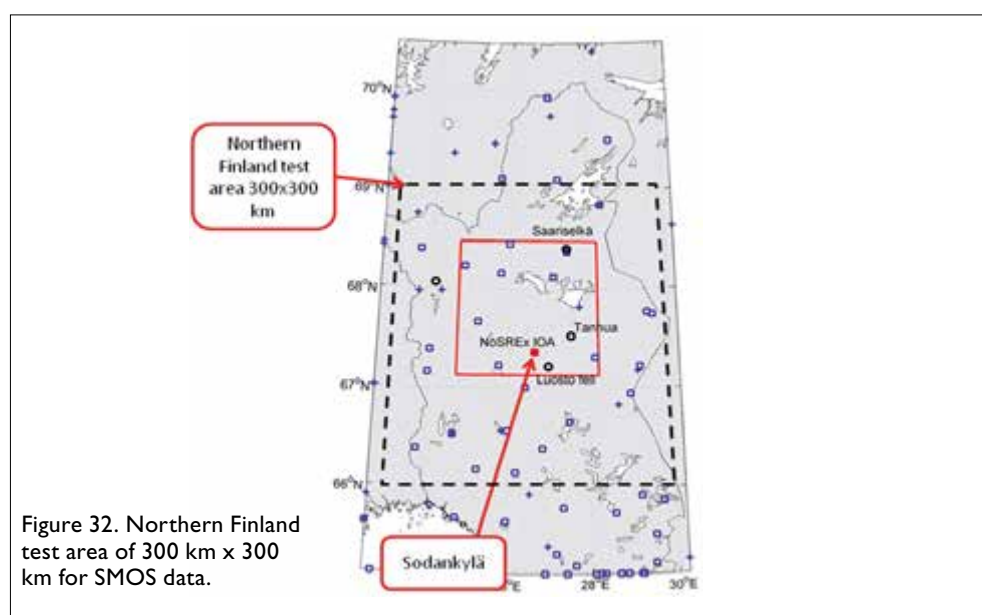 70°N
Northern
Finland test
area 300x300
km
69°N
Saariselkä
68°N
Tannua
NoSREx IOA
67°N
Luosto fell
66°N
Figure 32. Northern Finland
test area of 300 km x 300
km for SMOS data.
Sodankylä
28°E
30°E